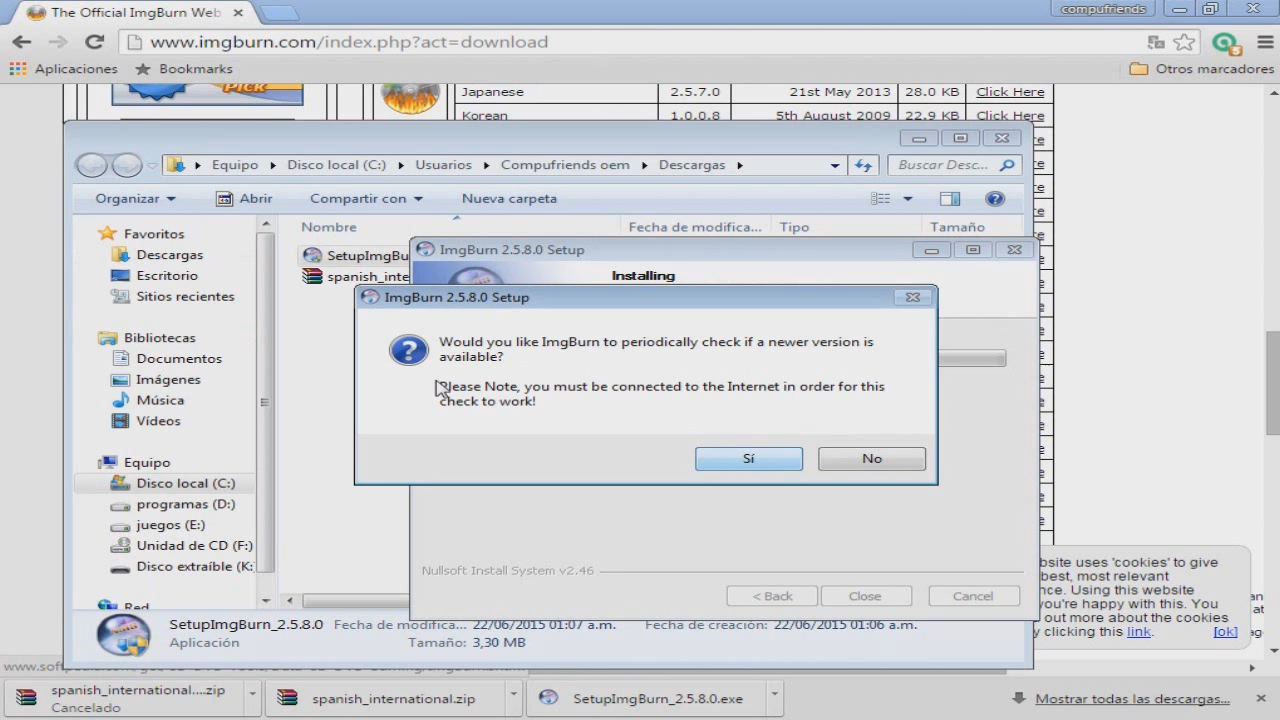 The Official ImgBurn Web
compufriends
www.imgburn.com/index.php?act=download
Aplicaciones
Bookmarks
Otros marcadores
Pick
Japanese 2.5.7.0 21st May 2013 28.0 KB Click Here
Korean 1.0.0.8 5th August 2009 22.9 KB Click Here
Equipo Disco local (C:) Usuarios Compufriends oem Descargas
Buscar Desc...
Organizar Abrir Compartir con Nueva carpeta
Nombre Fecha de modifica... Tipo Tamaño
Favoritos
Descargas
Escritorio
Sitios recientes
Bibliotecas
Documentos
Imágenes
Música
Vídeos
Equipo
Disco local (C:)
programas (D:)
juegos (E:)
Unidad de CD (F:)
Disco extraíble (K:
Red
SetupImgBu
spanish_inte
ImgBurn 2.5.8.0 Setup
Installing
ImgBurn 2.5.8.0 Setup
Would you like ImgBurn to periodically check if a newer version is
available?
Please Note, you must be connected to the Internet in order for this
check to work!
Sí
No
Nullsoft Install System v2.46
< Back
Close
Cancel
SetupImgBurn_2.5.8.0 Fecha de modifica... 22/06/2015 01:07 a.m. Fecha de creación: 22/06/2015 01:06 a.m.
Aplicación Tamaño: 3,30 MB
bsite uses 'cookies' to give
best, most relevant
nce. Using this website
you're happy with this. You
out more about the cookies
y clicking this link. [ok]
spanish_international....zip
Cancelado
spanish_international.zip
SetupImgBurn_2.5.8.0.exe
Mostrar todas las descargas...